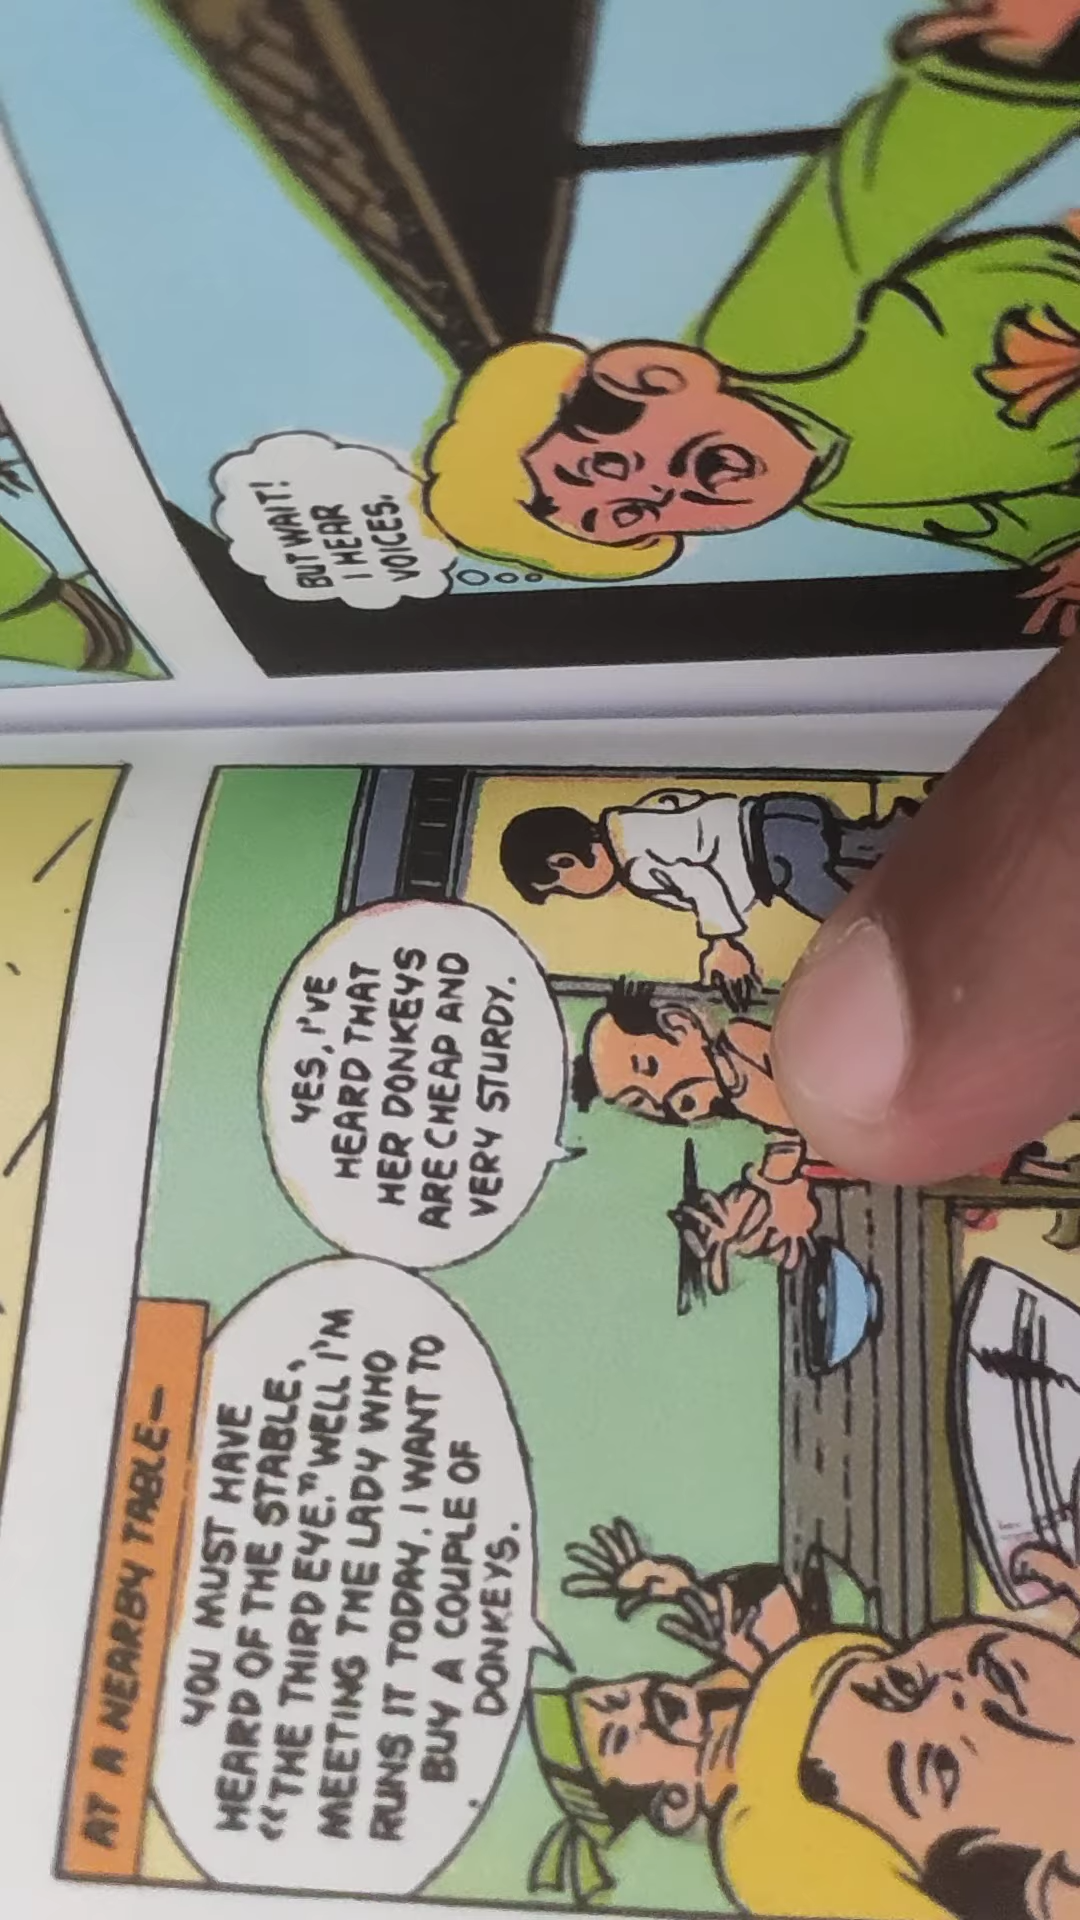 AT A NEARBY TABLE—
YOU MUST HAVE
HEARD OF THE STABLE,
“THE THIRD EYE.” WELL I'M
MEETING THE LADY WHO
RUNS IT TODAY. I WANT TO
BUY A COUPLE OF
DONKEYS.
YES, I'VE
HEARD THAT
HER DONKEYS
ARE CHEAP AND
VERY STURDY.
BUT WAIT!
I HEAR
VOICES.